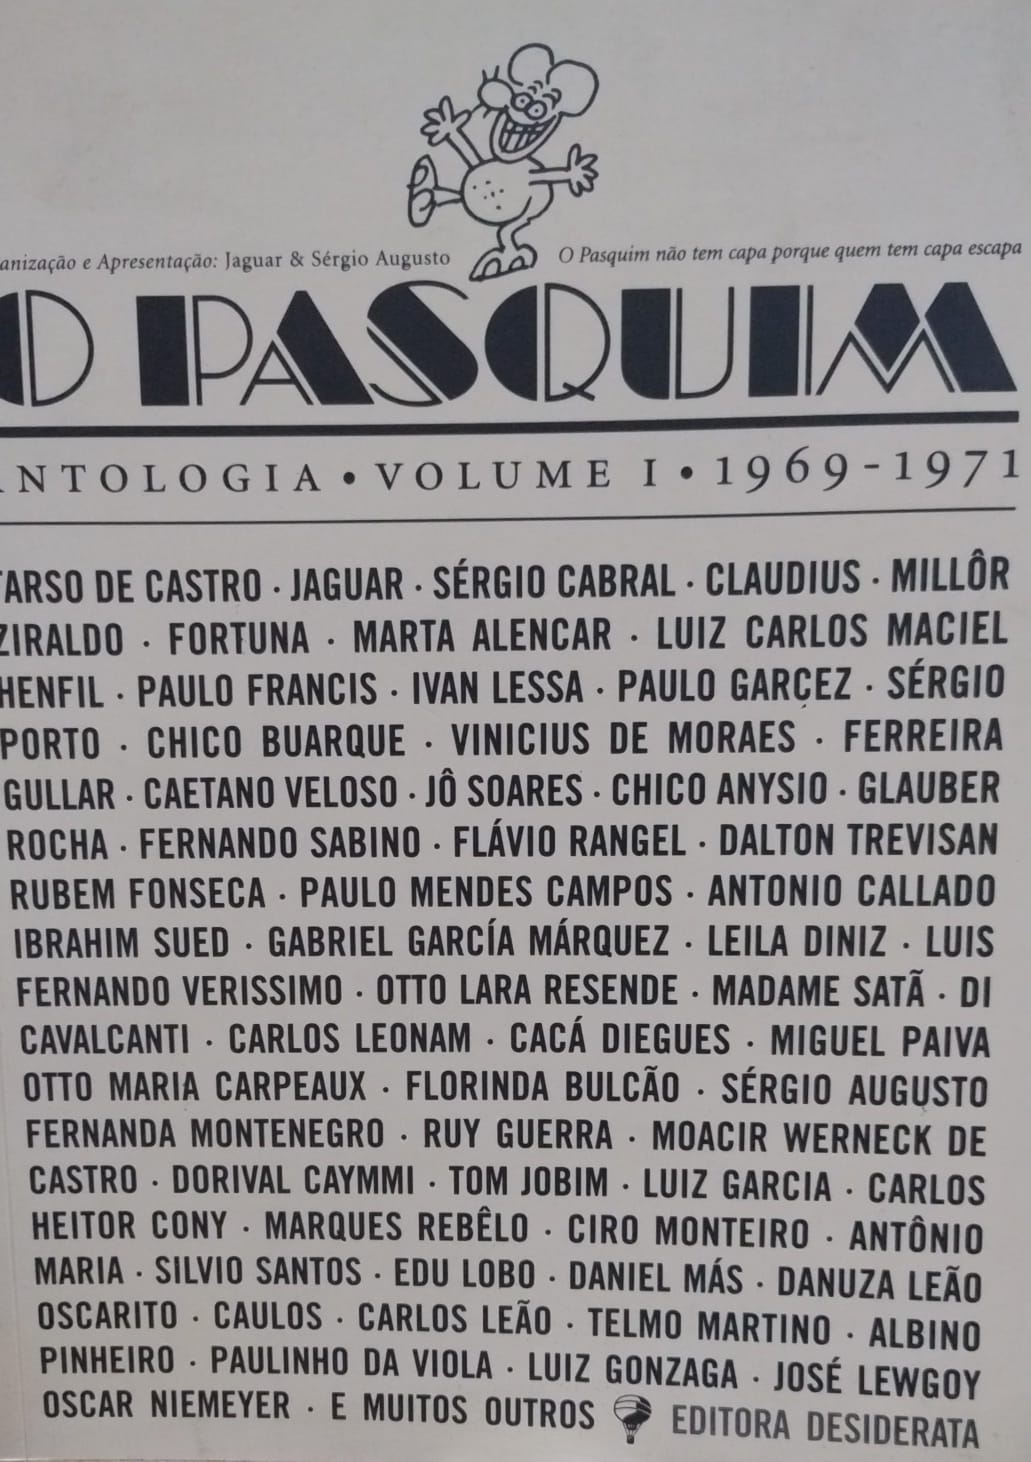 anização e Apresentação: Jaguar & Sérgio Augusto
O Pasquim não tem capa porque quem tem capa escapa
O PASQUIM
NTOLOGIA • VOLUME I • 1969-1971
TARSO DE CASTRO · JAGUAR · SÉRGIO CABRAL · CLAUDIUS · MILLÔR
ZIRALDO · FORTUNA · MARTA ALENCAR · LUIZ CARLOS MACIEL
HENFIL · PAULO FRANCIS · IVAN LESSA · PAULO GARCEZ · SÉRGIO
PORTO · CHICO BUARQUE · VINICIUS DE MORAES · FERREIRA
GULLAR · CAETANO VELOSO · JÔ SOARES · CHICO ANYSIO · GLAUBER
ROCHA · FERNANDO SABINO · FLÁVIO RANGEL · DALTON TREVISAN
RUBEM FONSECA · PAULO MENDES CAMPOS · ANTONIO CALLADO
IBRAHIM SUED · GABRIEL GARCÍA MÁRQUEZ · LEILA DINIZ · LUIS
FERNANDO VERISSIMO · OTTO LARA RESENDE · MADAME SATÃ · DI
CAVALCANTI · CARLOS LEONAM · CACÁ DIEGUES · MIGUEL PAIVA
OTTO MARIA CARPEAUX · FLORINDA BULCÃO · SÉRGIO AUGUSTO
FERNANDA MONTENEGRO · RUY GUERRA · MOACIR WERNECK DE
CASTRO · DORIVAL CAYMMI · TOM JOBIM · LUIZ GARCIA · CARLOS
HEITOR CONY · MARQUES REBÊLO · CIRO MONTEIRO · ANTÔNIO
MARIA · SILVIO SANTOS · EDU LOBO · DANIEL MÁS · DANUZA LEÃO
OSCARITO · CAULOS · CARLOS LEÃO · TELMO MARTINO · ALBINO
PINHEIRO · PAULINHO DA VIOLA · LUIZ GONZAGA · JOSÉ LEWGOY
OSCAR NIEMEYER · E MUITOS OUTROS EDITORA DESIDERATA